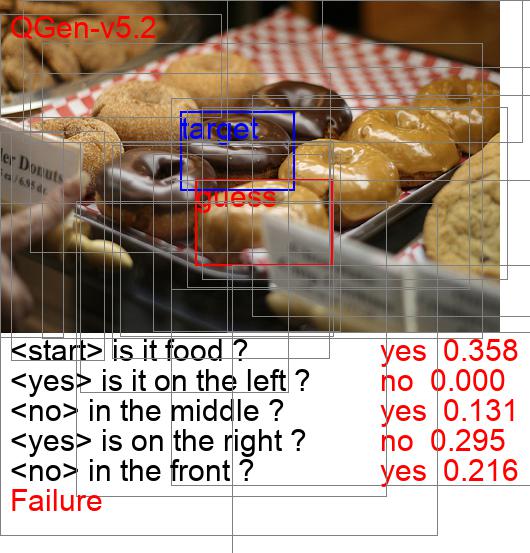 QGen-v5.2
target
er Donuts
guess
<start> is it food ? yes 0.358
<yes> is it on the left ? no 0.000
<no> in the middle ? yes 0.131
<yes> is on the right ? no 0.295
<no> in the front ? yes 0.216
Failure